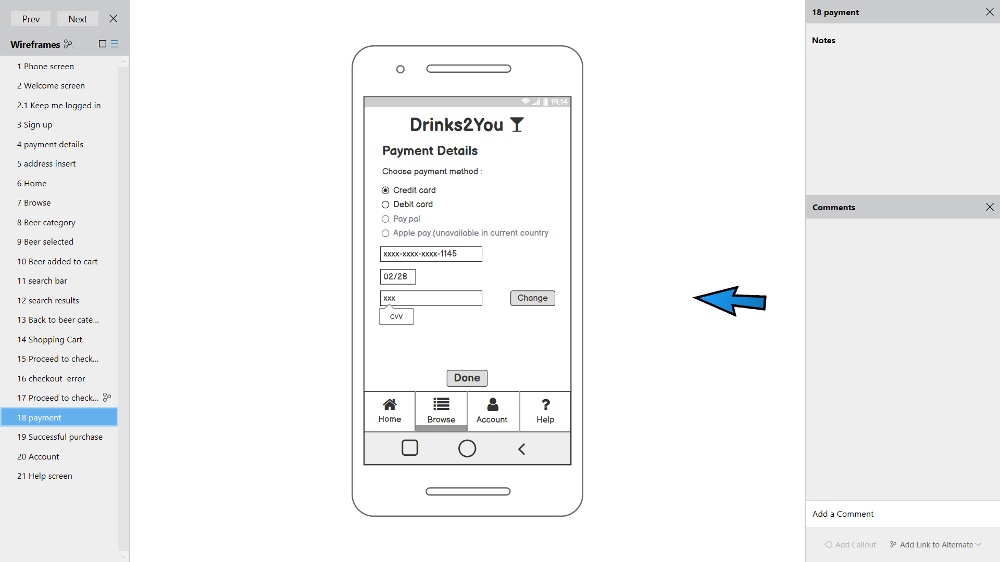 Prev
Next
Wireframes
1 Phone screen
2 Welcome screen
2.1 Keep me logged in
3 Sign up
4 payment details
5 address insert
6 Home
7 Browse
8 Beer category
9 Beer selected
10 Beer added to cart
11 search bar
12 search results
13 Back to beer cate...
14 Shopping Cart
15 Proceed to check...
16 checkout  error
17 Proceed to check...
18 payment
19 Successful purchase
20 Account
21 Help screen
19:14
Drinks2You
Payment Details
Choose payment method :
Credit card
Debit card
Pay pal
Apple pay (unavailable in current country
xxxx-xxxx-xxxx-1145
02/28
xxx
Change
CVV
Done
Home
Browse
Account
Help
18 payment
Notes
Comments
Add a Comment
Add Callout
Add Link to Alternate